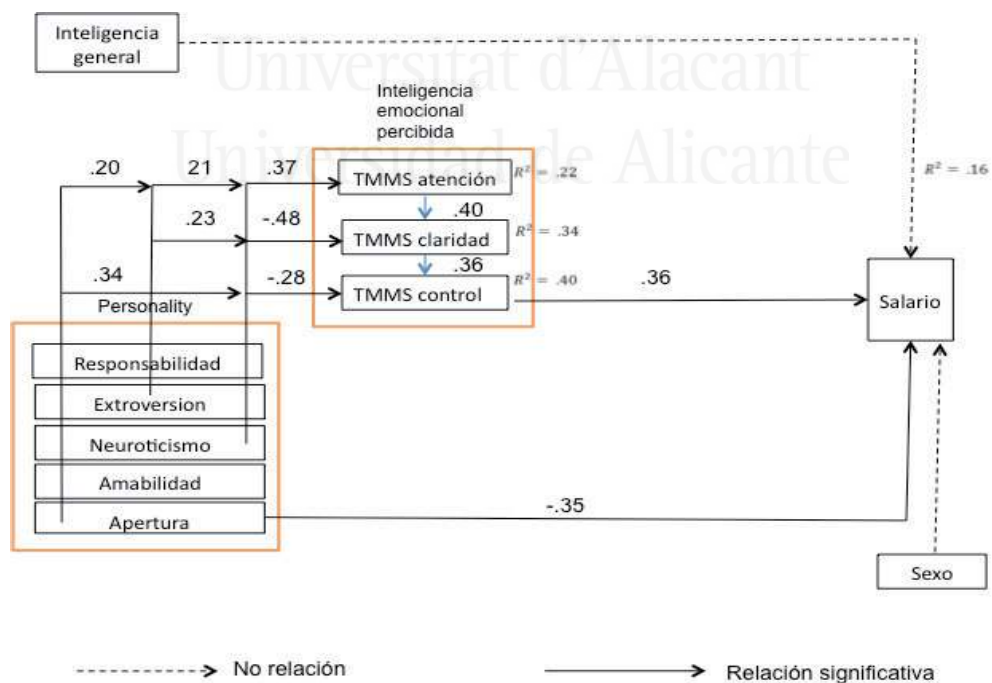 Inteligencia
general
Universitat d'Alacant
Universidad de Alicante
Inteligencia
emocional
percibida
.20
21
.37
TMMS atención
R² = .22
R² = .16
.40
.23
-.48
TMMS claridad
R² = .34
.36
.34
-.28
TMMS control
R² = .40
.36
Salario
Personality
Responsabilidad
Extroversion
Neuroticismo
Amabilidad
Apertura
-.35
Sexo
No relación
Relación significativa